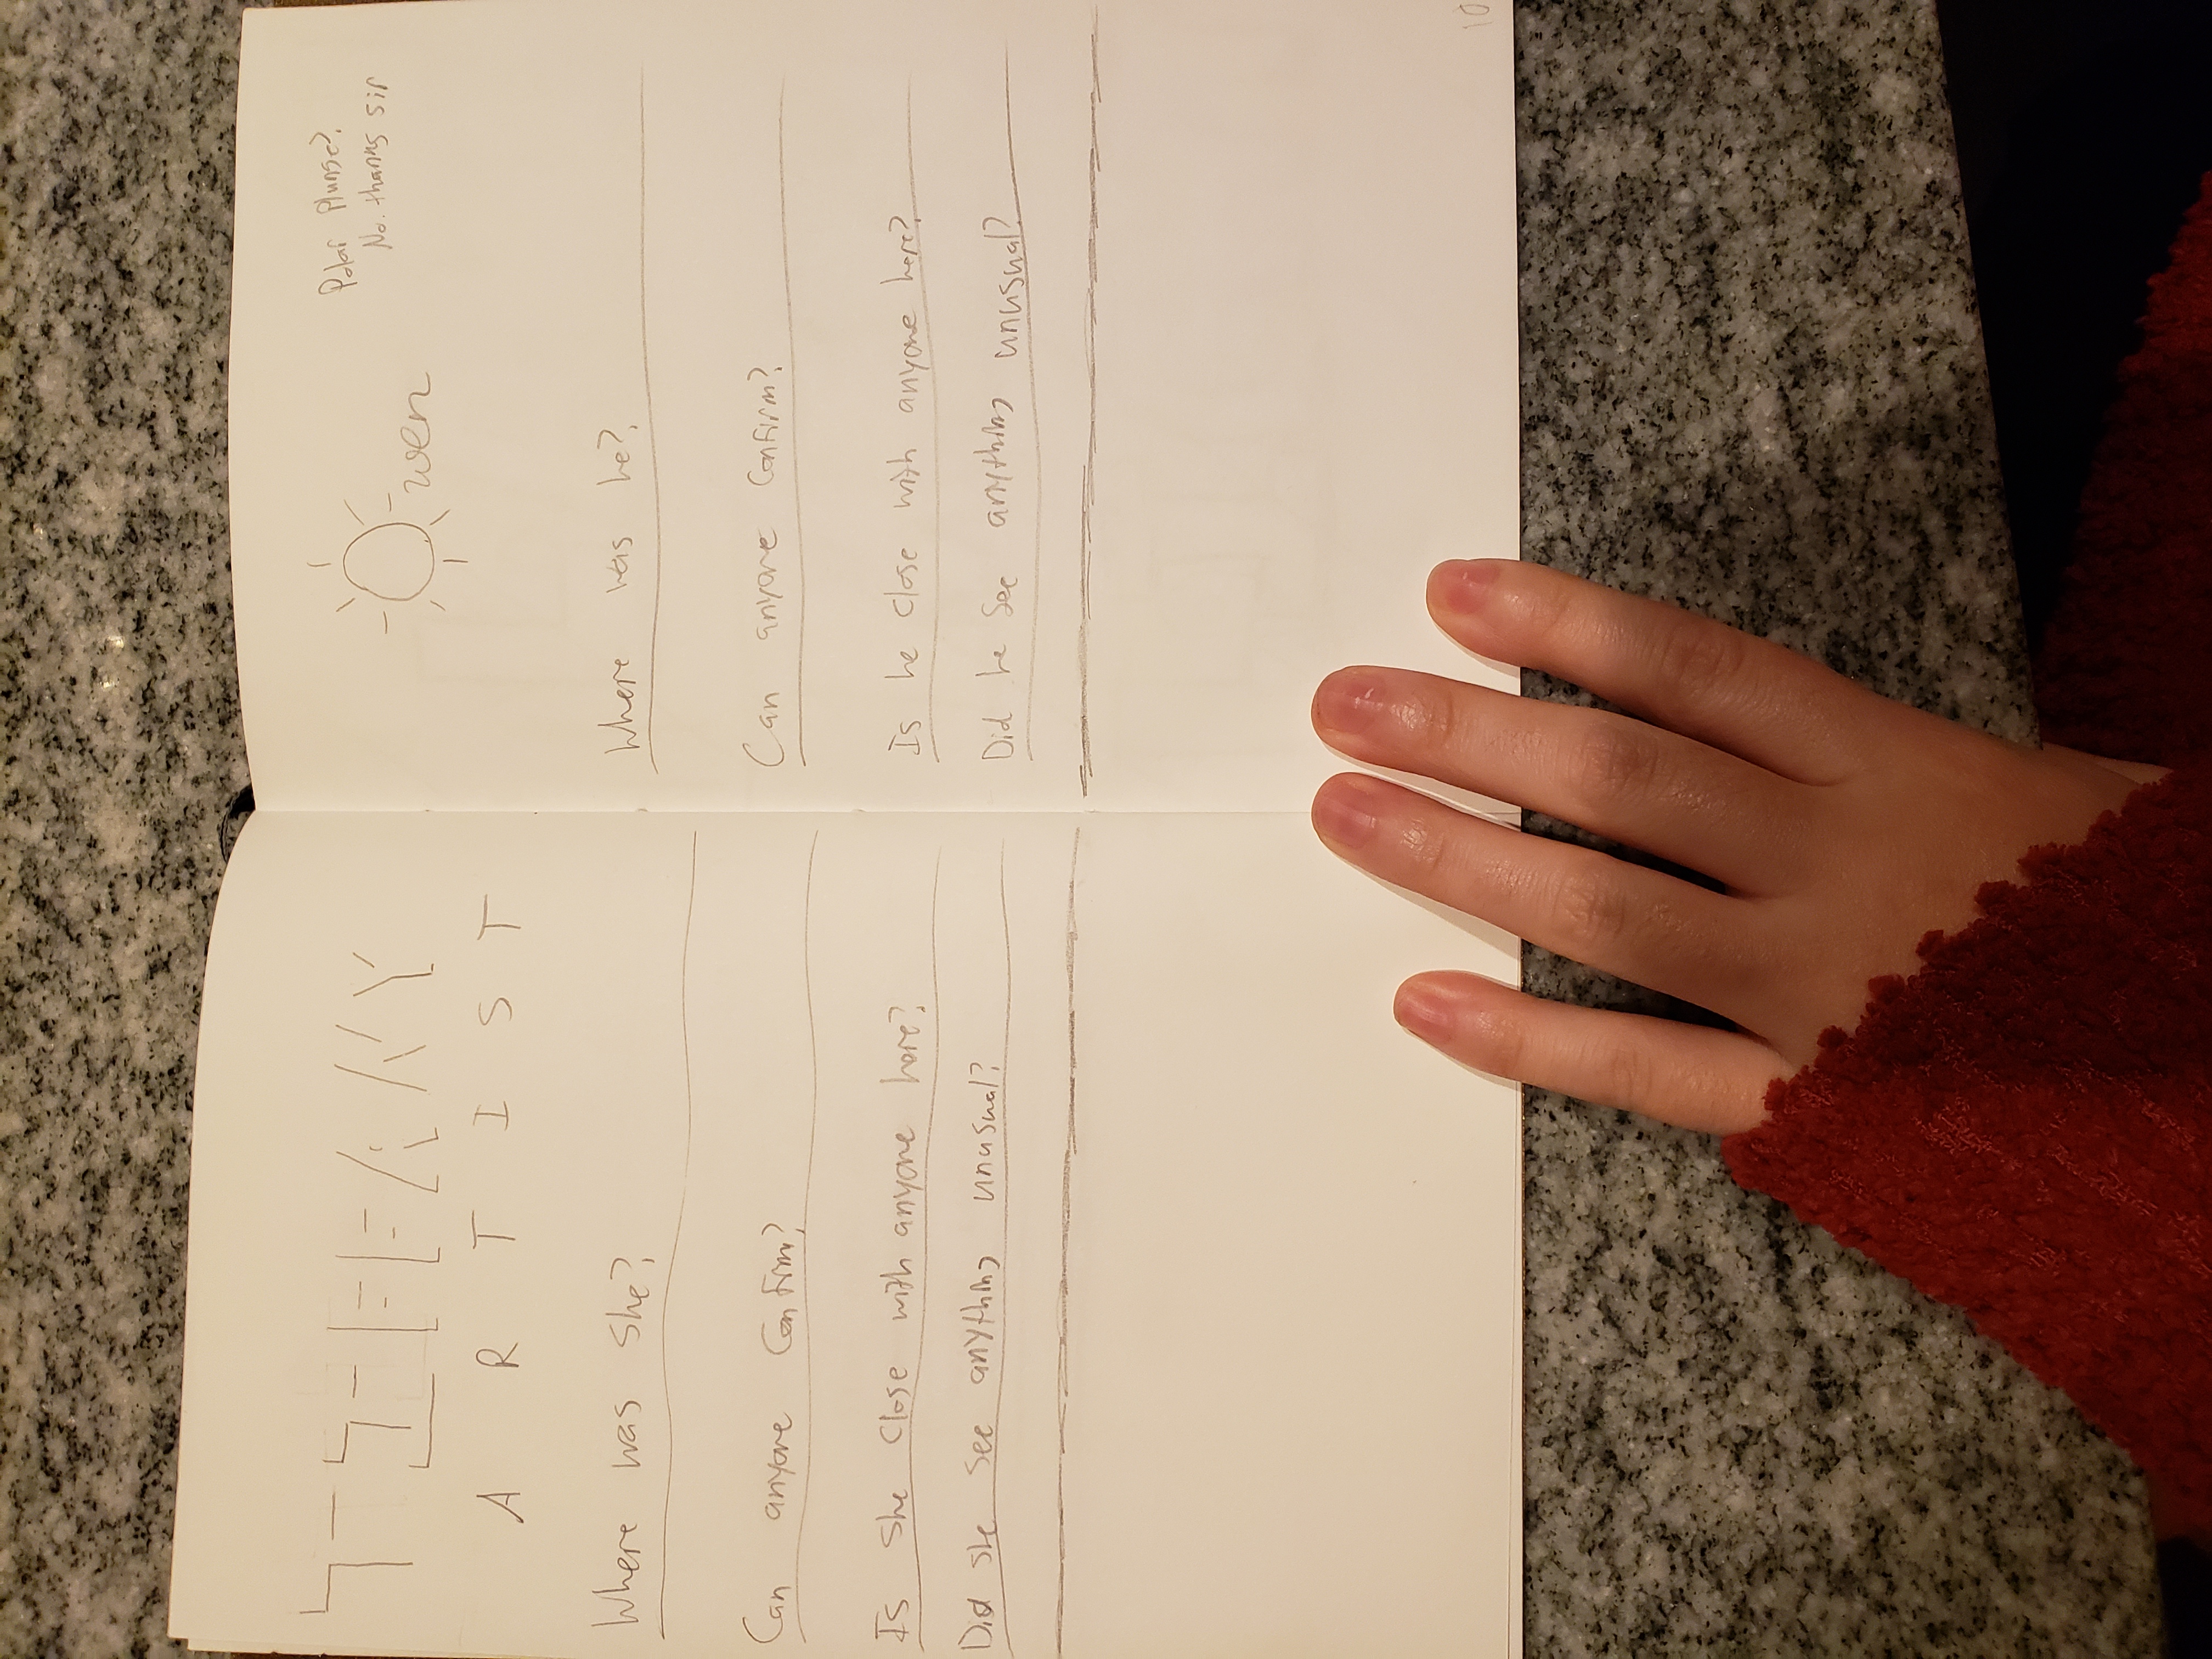 TIFFANY
A R T I S T
Where was she?
Can anyone confirm?
Is she close with anyone here?
Did she see anything unusual?
Owen
Polar Plunge?
No. thanks sir
Where was he?
Can anyone confirm?
Is he close with anyone here?
Did he see anything unusual?
10